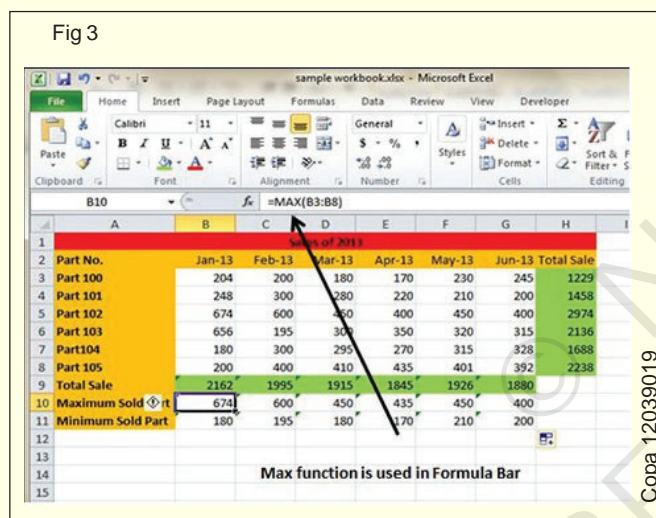 Fig 3
sample workbook.xlsx - Microsoft Excel
File Home Insert Page Layout Formulas Data Review View Developer
Calibri 11 General Insert
Delete
Paste B I U A A $ % , Styles Format Sort &
Filter
Clipboard Font Alignment Number Cells Editing
B10 fx =MAX(B3:B8)
A B C D E F G H
1 Sales of 2013
2 Part No. Jan-13 Feb-13 Mar-13 Apr-13 May-13 Jun-13 Total Sale
3 Part 100 204 200 180 170 230 245 1229
4 Part 101 248 300 280 220 210 200 1458
5 Part 102 674 600 450 400 450 400 2974
6 Part 103 656 195 300 350 320 315 2136
7 Part104 180 300 295 270 315 328 1688
8 Part 105 200 400 410 435 401 392 2238
9 Total Sale 2162 1995 1915 1845 1926 1880
10 Maximum Sold 674 600 450 435 450 400
11 Minimum Sold Part 180 195 180 170 210 200
12
13
14 Max function is used in Formula Bar
15
Copa 12039019